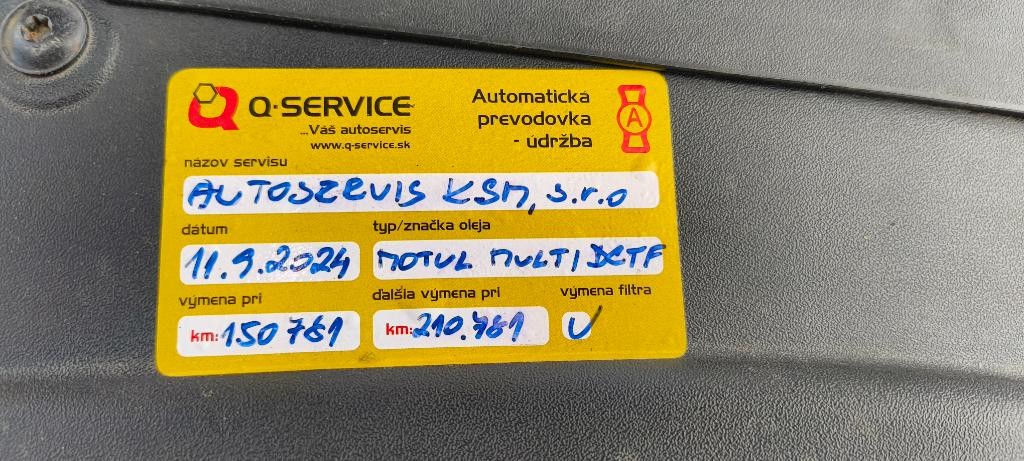 Q·SERVICE
...Váš autoservis
www.q-service.sk
Automatická
prevodovka
- údržba
A
názov servisu
AUTOSZRVIS KSM, s.r.o
dátum
typ/značka oleja
11.9.2024
MOTUL MULTI DCTF
výmena pri
ďalšia výmena pri
výmena filtra
km: 150 781
km: 210.781